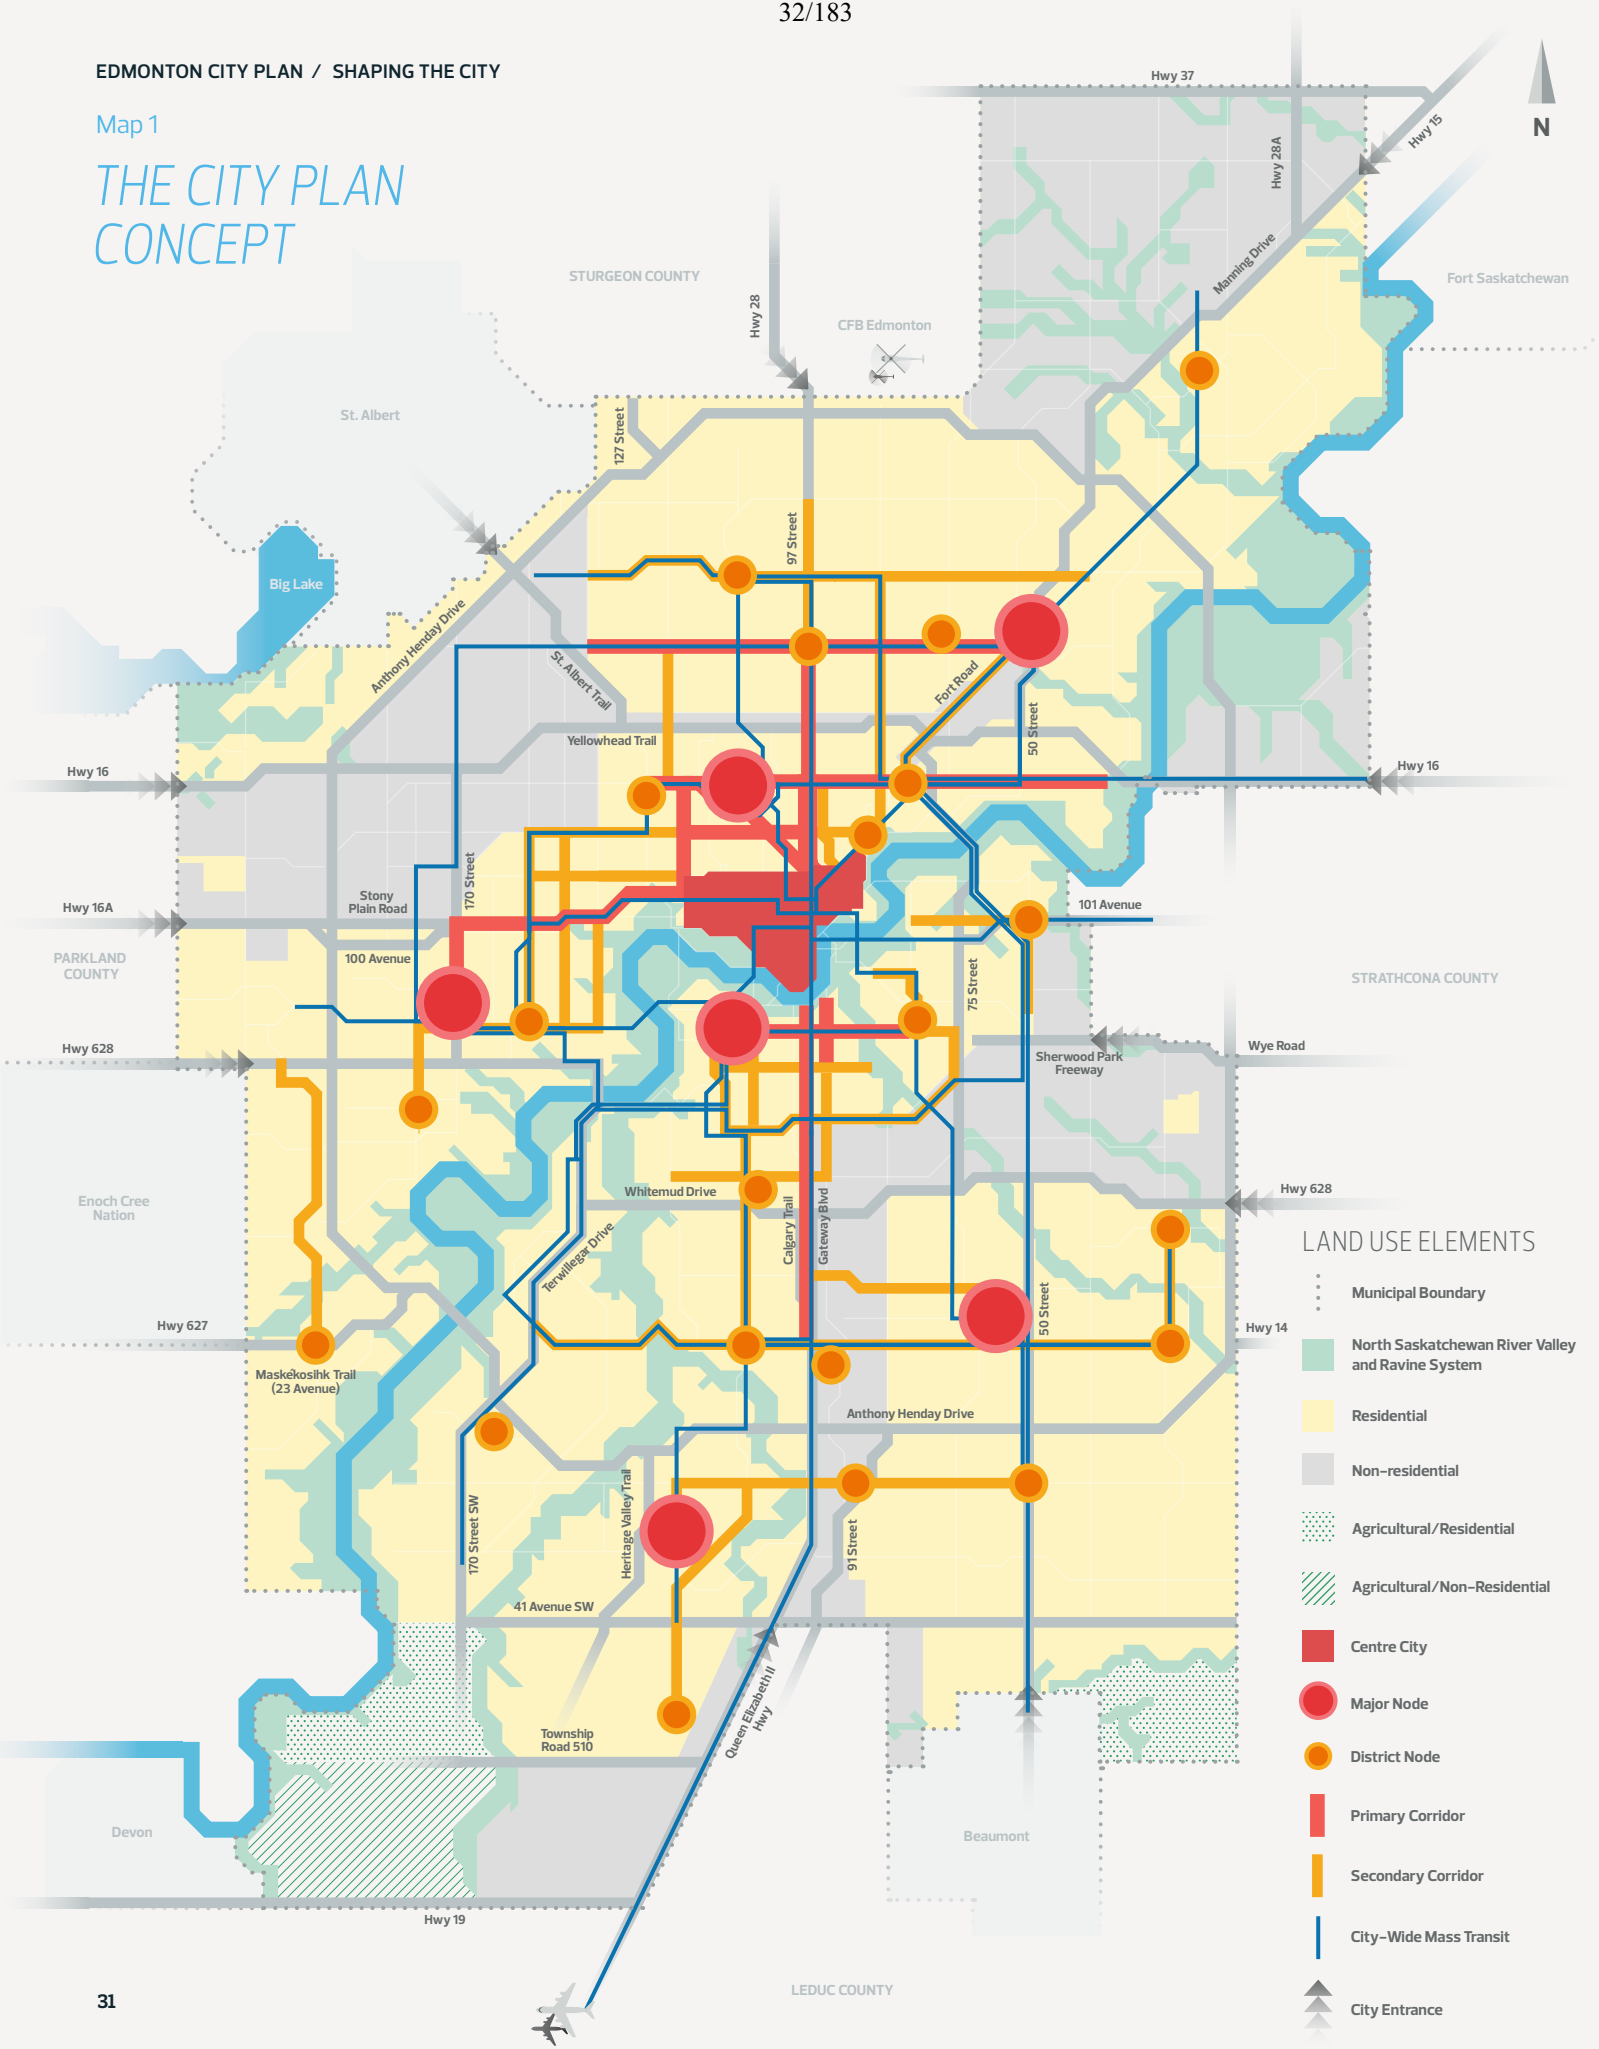 32/183
EDMONTON CITY PLAN / SHAPING THE CITY
Map 1
THE CITY PLAN
CONCEPT
Hwy 37
Hwy 15
N
Hwy 28A
Manning Drive
STURGEON COUNTY
Fort Saskatchewan
Hwy 28
CFB Edmonton
St. Albert
127 Street
97 Street
Big Lake
Anthony Henday Drive
St. Albert Trail
Fort Road
50 Street
Yellowhead Trail
Hwy 16
Hwy 16
170 Street
Stony
Plain Road
Hwy 16A
101 Avenue
100 Avenue
PARKLAND
COUNTY
75 Street
STRATHCONA COUNTY
Hwy 628
Sherwood Park
Freeway
Wye Road
Enoch Cree
Nation
Whitemud Drive
Calgary Trail
Gateway Blvd
Terwillegar Drive
Hwy 628
LAND USE ELEMENTS
Municipal Boundary
50 Street
Hwy 627
Hwy 14
North Saskatchewan River Valley
and Ravine System
Maskêkosihk Trail
(23 Avenue)
Anthony Henday Drive
Residential
Non-residential
170 Street SW
Heritage Valley Trail
91 Street
Agricultural/Residential
Agricultural/Non-Residential
41 Avenue SW
Centre City
Queen Elizabeth II
Hwy
Major Node
Township
Road 510
District Node
Primary Corridor
Devon
Beaumont
Secondary Corridor
Hwy 19
City-Wide Mass Transit
LEDUC COUNTY
31
City Entrance